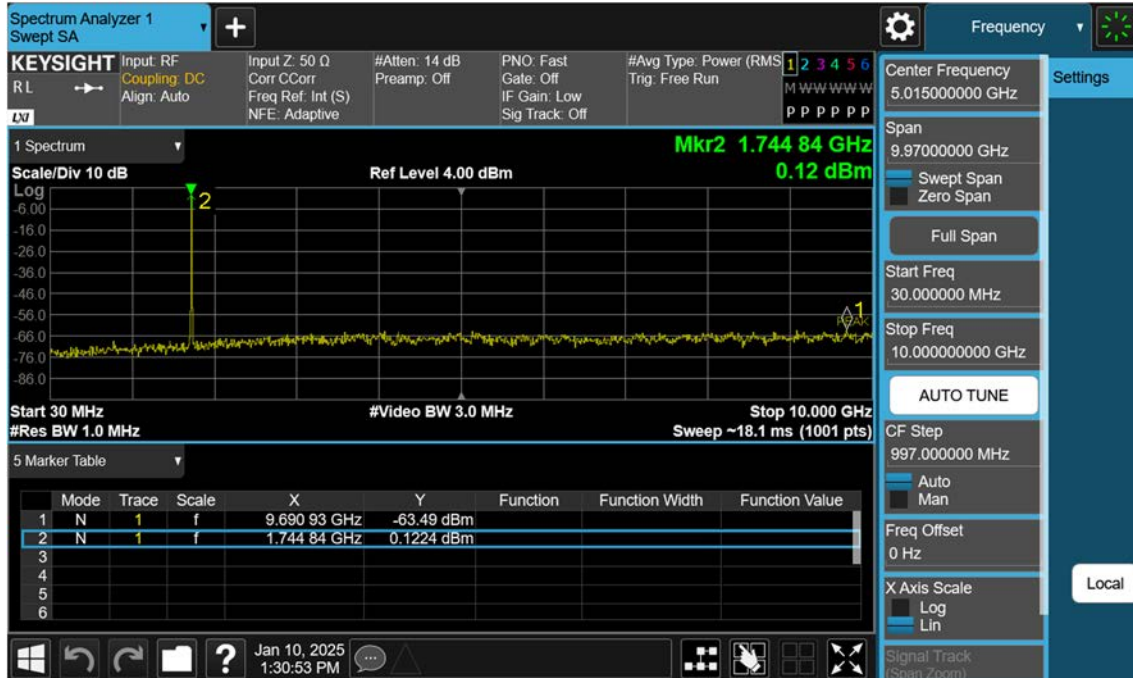 Spectrum Analyzer 1
Swept SA
Frequency
KEYSIGHT
R L
LXI
Input: RF
Coupling: DC
Align: Auto
Input Z: 50 Ω
Corr CCorr
Freq Ref: Int (S)
NFE: Adaptive
#Atten: 14 dB
Preamp: Off
PNO: Fast
Gate: Off
IF Gain: Low
Sig Track: Off
#Avg Type: Power (RMS
Trig: Free Run
1 2 3 4 5 6
M W W W W W
P P P P P P
1 Spectrum
Scale/Div 10 dB
Ref Level 4.00 dBm
Mkr2 1.744 84 GHz
0.12 dBm
Log
-6.00
-16.0
-26.0
-36.0
-46.0
-56.0
-66.0
-76.0
-86.0
2
1
PEAK
Start 30 MHz
#Res BW 1.0 MHz
#Video BW 3.0 MHz
Stop 10.000 GHz
Sweep ~18.1 ms (1001 pts)
5 Marker Table
Mode Trace Scale X Y Function Function Width Function Value
1 N 1 f 9.690 93 GHz -63.49 dBm
2 N 1 f 1.744 84 GHz 0.1224 dBm
3
4
5
6
?
Jan 10, 2025
1:30:53 PM
Center Frequency
5.015000000 GHz
Span
9.97000000 GHz
Swept Span
Zero Span
Full Span
Start Freq
30.000000 MHz
Stop Freq
10.000000000 GHz
AUTO TUNE
CF Step
997.000000 MHz
Auto
Man
Freq Offset
0 Hz
X Axis Scale
Log
Lin
Signal Track
(Span Zoom)
Settings
Local